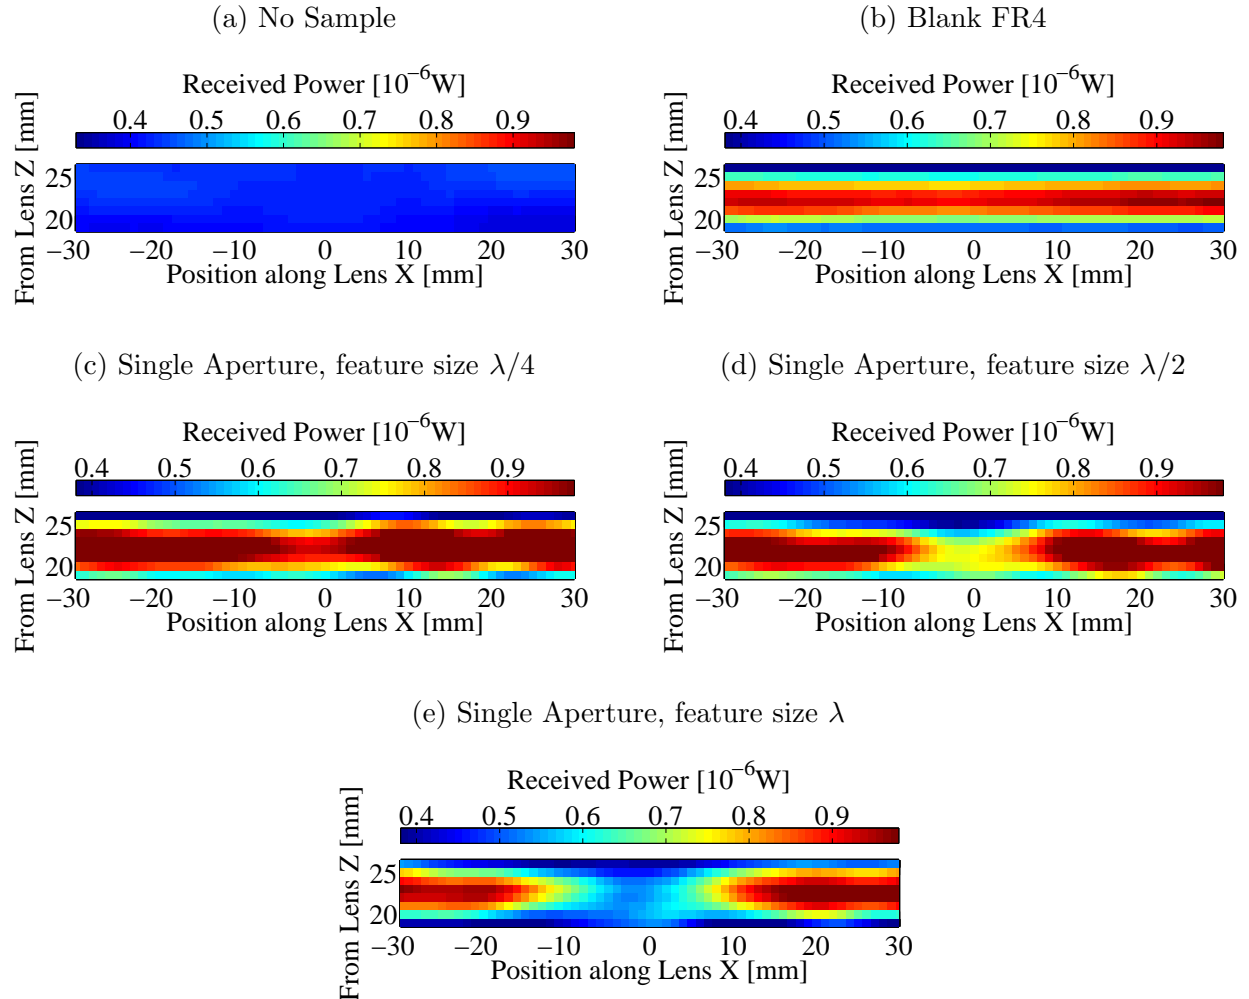 (a) No Sample
Received Power [10⁻⁶W]
0.4 0.5 0.6 0.7 0.8 0.9
From Lens Z [mm]
25
20
−30 −20 −10 0 10 20 30
Position along Lens X [mm]
(b) Blank FR4
Received Power [10⁻⁶W]
0.4 0.5 0.6 0.7 0.8 0.9
From Lens Z [mm]
25
20
−30 −20 −10 0 10 20 30
Position along Lens X [mm]
(c) Single Aperture, feature size λ/4
Received Power [10⁻⁶W]
0.4 0.5 0.6 0.7 0.8 0.9
From Lens Z [mm]
25
20
−30 −20 −10 0 10 20 30
Position along Lens X [mm]
(d) Single Aperture, feature size λ/2
Received Power [10⁻⁶W]
0.4 0.5 0.6 0.7 0.8 0.9
From Lens Z [mm]
25
20
−30 −20 −10 0 10 20 30
Position along Lens X [mm]
(e) Single Aperture, feature size λ
Received Power [10⁻⁶W]
0.4 0.5 0.6 0.7 0.8 0.9
From Lens Z [mm]
25
20
−30 −20 −10 0 10 20 30
Position along Lens X [mm]